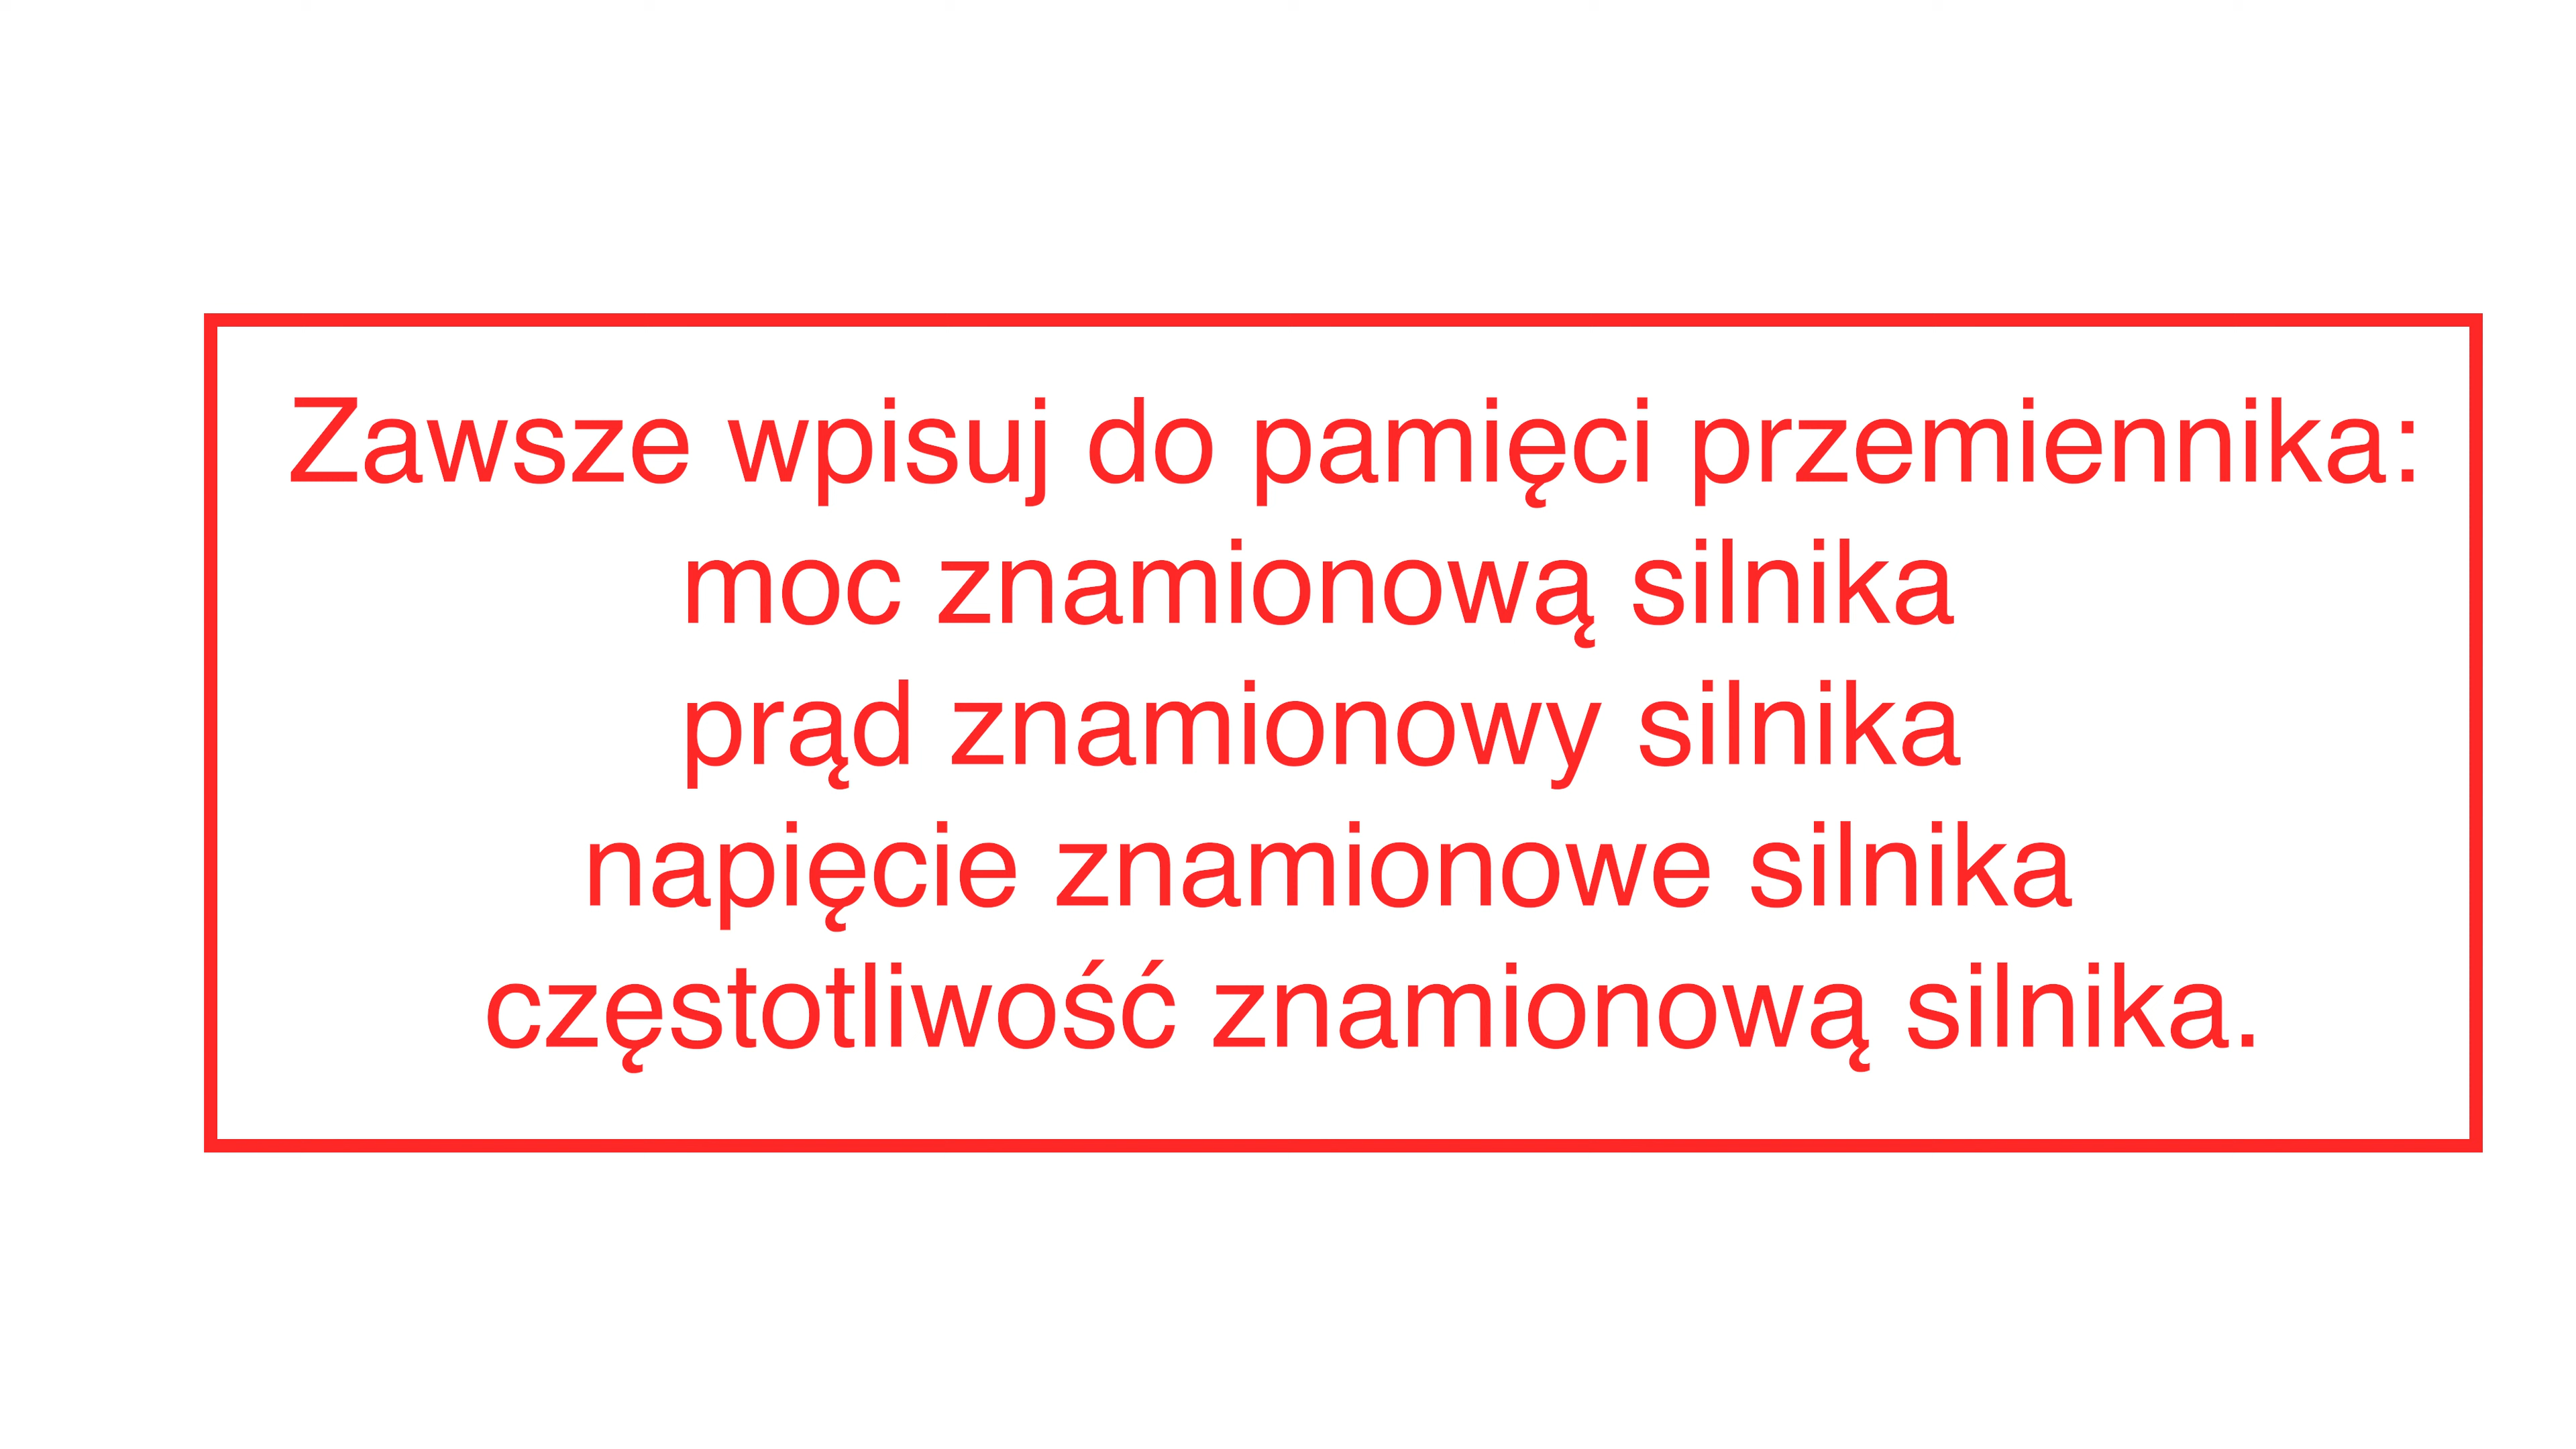 Zawsze wpisuj do pamięci przemiennika:
moc znamionową silnika
prąd znamionowy silnika
napięcie znamionowe silnika
częstotliwość znamionową silnika.